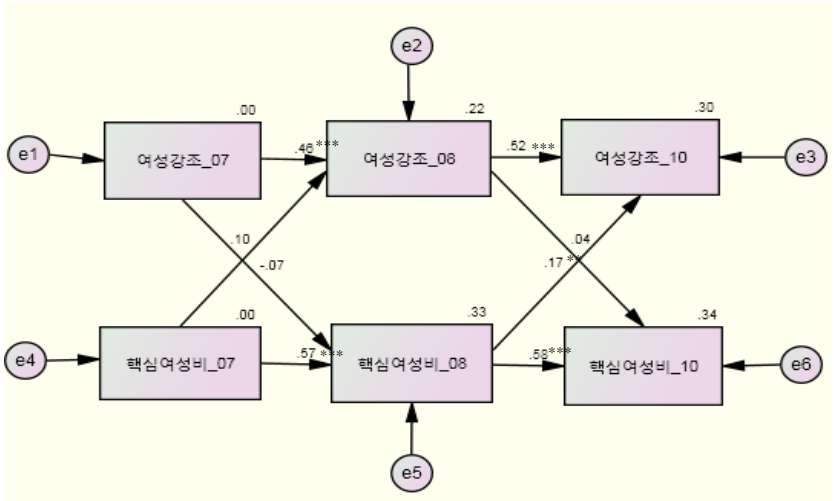 e2
.00
.22
.30
e1
여성강조_07
.46***
여성강조_08
.52 ***
여성강조_10
e3
.10
-.07
.04
.17 **
.00
.33
.34
e4
핵심여성비_07
.57***
핵심여성비_08
.58***
핵심여성비_10
e6
e5